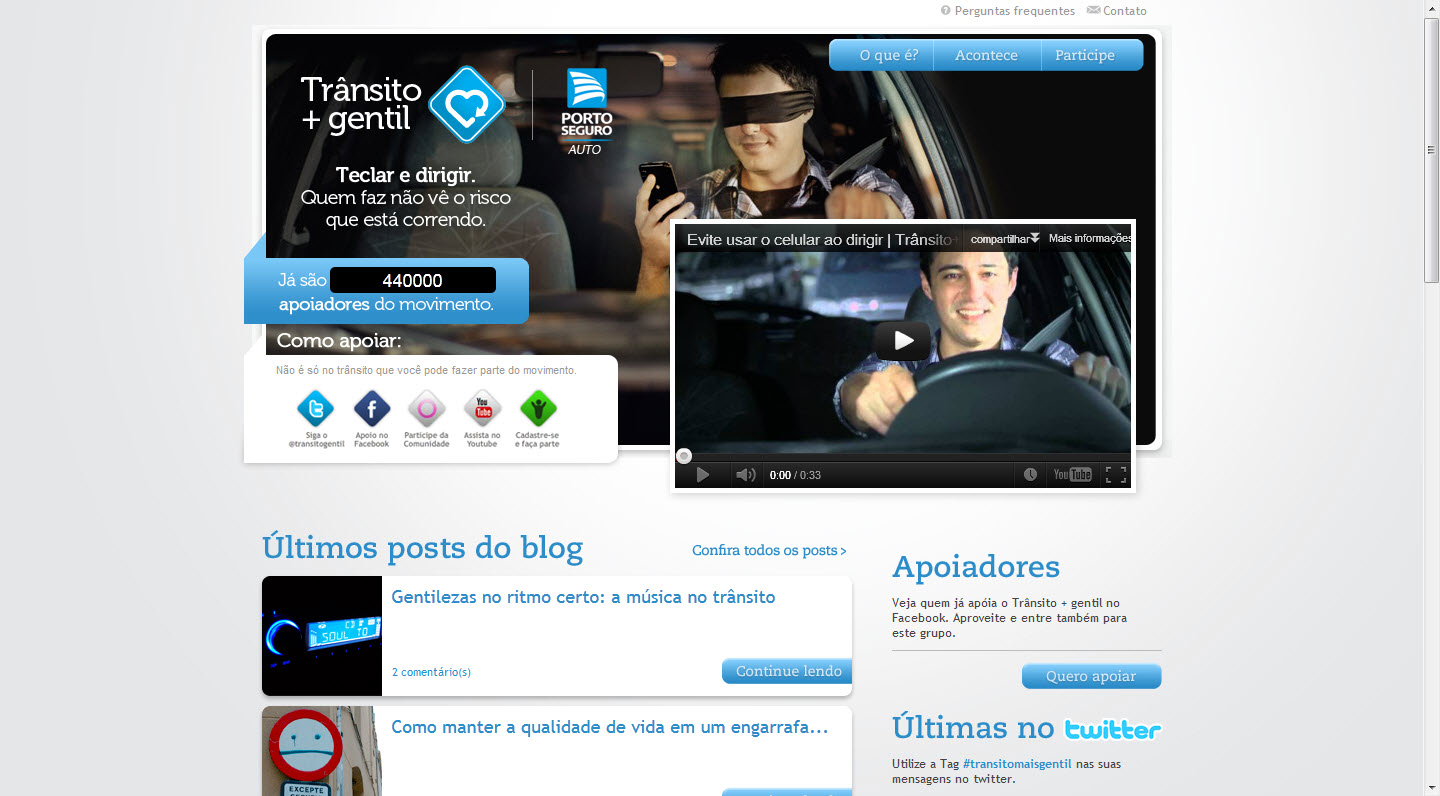 Perguntas frequentes
Contato
O que é?
Acontece
Participe
Trânsito
+ gentil
PORTO
SEGURO
AUTO
Teclar e dirigir.
Quem faz não vê o risco
que está correndo.
Já são 440000
apoiadores do movimento.
Como apoiar:
Não é só no trânsito que você pode fazer parte do movimento.
You
Tube
Siga o
@transitogentil
Apoio no
Facebook
Participe da
Comunidade
Assista no
Youtube
Cadastre-se
e faça parte
Evite usar o celular ao dirigir | Trânsito+
compartilhar
Mais informações
0:00 / 0:33
YouTube
Últimos posts do blog
Confira todos os posts >
Gentilezas no ritmo certo: a música no trânsito
SOUL TO
2 comentário(s)
Continue lendo
Como manter a qualidade de vida em um engarrafa...
EXCEPTE
Apoiadores
Veja quem já apóia o Trânsito + gentil no
Facebook. Aproveite e entre também para
este grupo.
Quero apoiar
Últimas no twitter
Utilize a Tag #transitomaisgentil nas suas
mensagens no twitter.